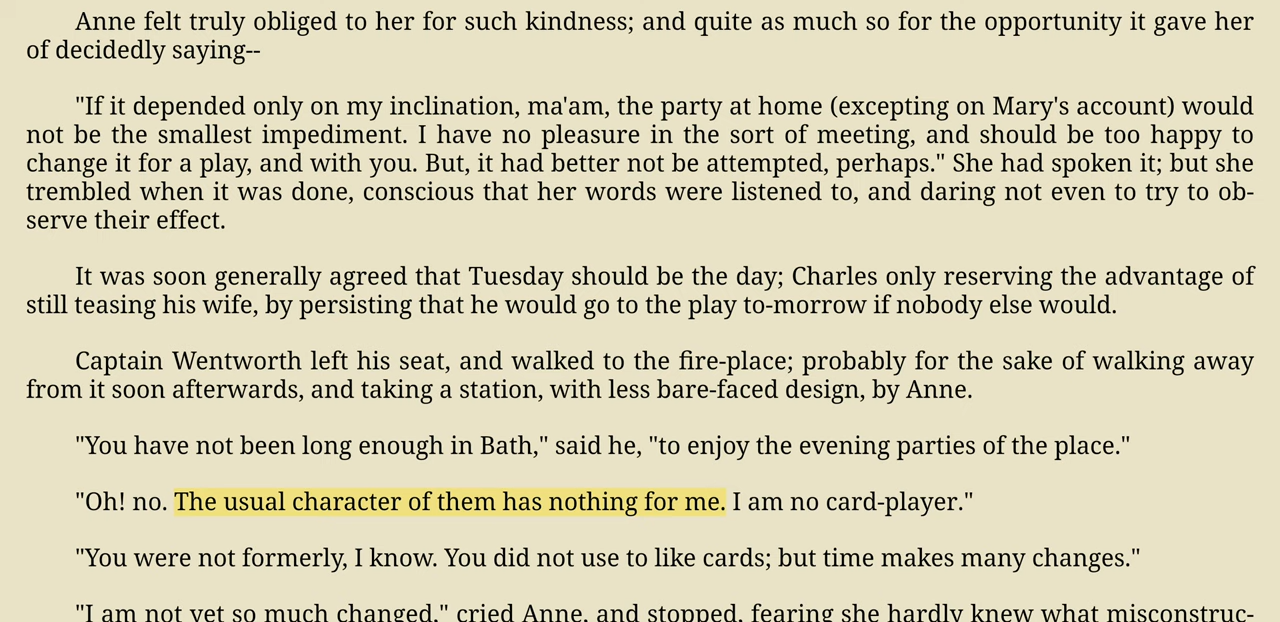 Anne felt truly obliged to her for such kindness; and quite as much so for the opportunity it gave her
of decidedly saying--
"If it depended only on my inclination, ma'am, the party at home (excepting on Mary's account) would
not be the smallest impediment. I have no pleasure in the sort of meeting, and should be too happy to
change it for a play, and with you. But, it had better not be attempted, perhaps." She had spoken it; but she
trembled when it was done, conscious that her words were listened to, and daring not even to try to ob-
serve their effect.
It was soon generally agreed that Tuesday should be the day; Charles only reserving the advantage of
still teasing his wife, by persisting that he would go to the play to-morrow if nobody else would.
Captain Wentworth left his seat, and walked to the fire-place; probably for the sake of walking away
from it soon afterwards, and taking a station, with less bare-faced design, by Anne.
"You have not been long enough in Bath," said he, "to enjoy the evening parties of the place."
"Oh! no. The usual character of them has nothing for me. I am no card-player."
"You were not formerly, I know. You did not use to like cards; but time makes many changes."
"I am not yet so much changed," cried Anne, and stopped, fearing she hardly knew what misconstruc-